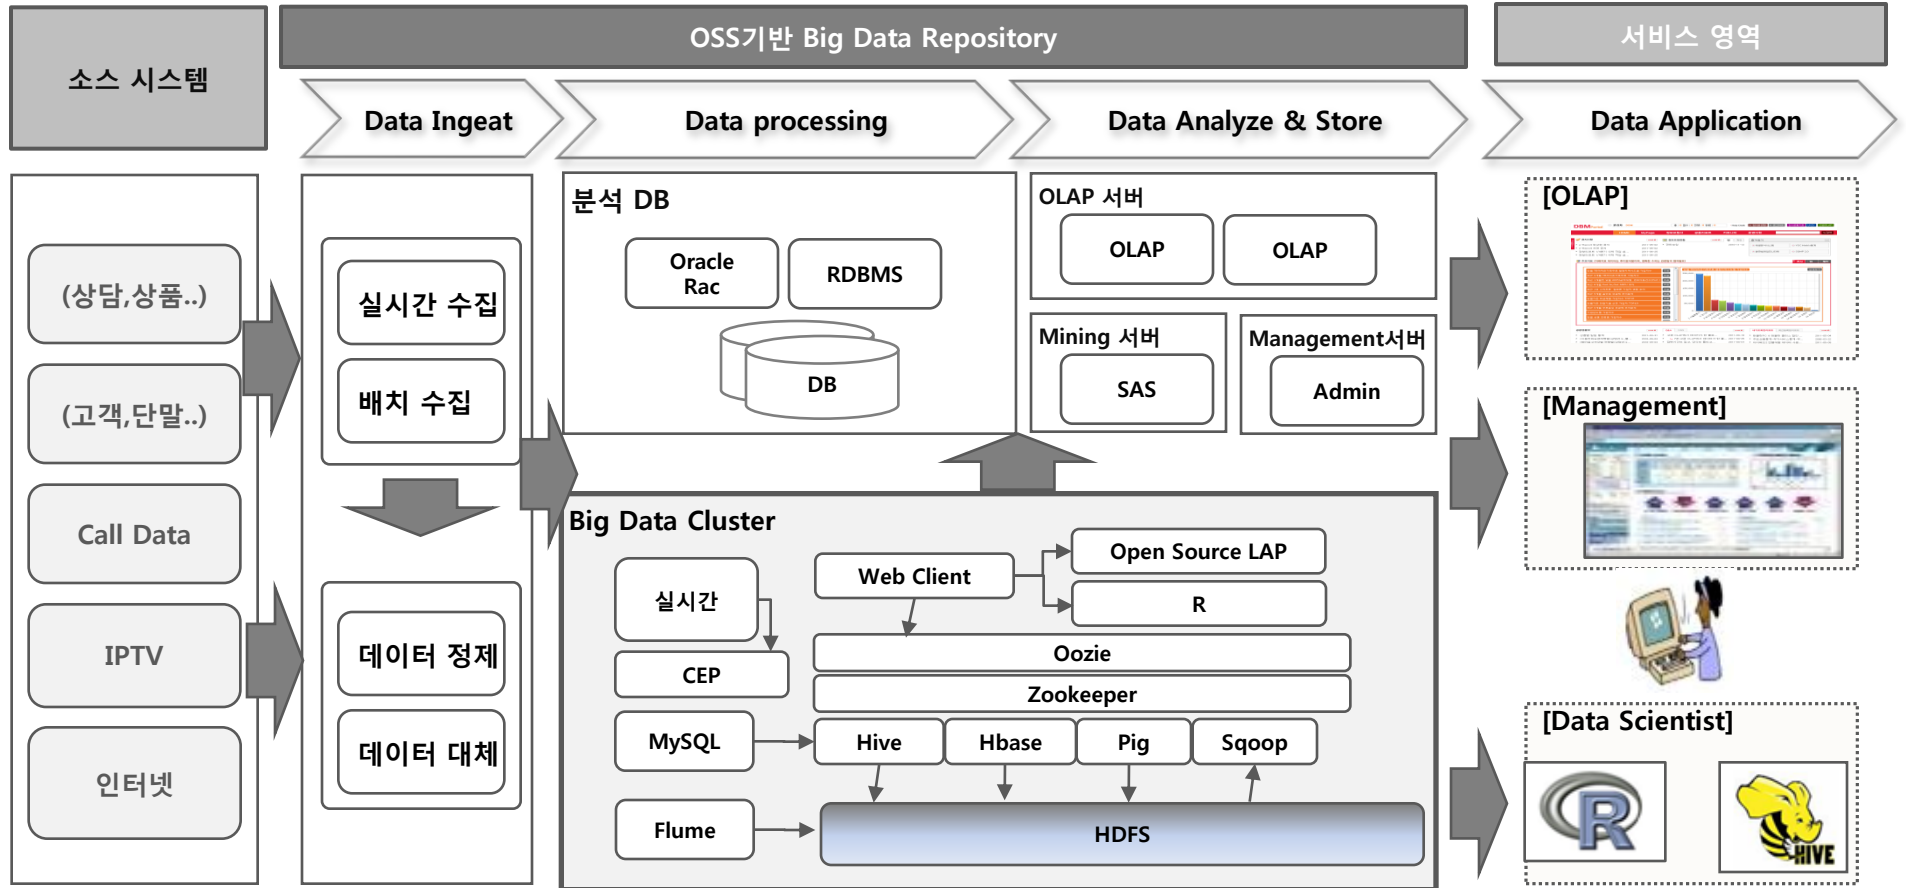 소스 시스템
OSS기반 Big Data Repository
서비스 영역
Data Ingeat
Data processing
Data Analyze & Store
Data Application
(상담,상품..)
(고객,단말..)
Call Data
IPTV
인터넷
실시간 수집
배치 수집
데이터 정제
데이터 대체
분석 DB
Oracle
Rac
RDBMS
DB
OLAP 서버
OLAP
OLAP
Mining 서버
SAS
Management서버
Admin
Big Data Cluster
실시간
CEP
MySQL
Flume
Web Client
Open Source LAP
R
Oozie
Zookeeper
Hive
Hbase
Pig
Sqoop
HDFS
[OLAP]
[Management]
[Data Scientist]
R
HIVE